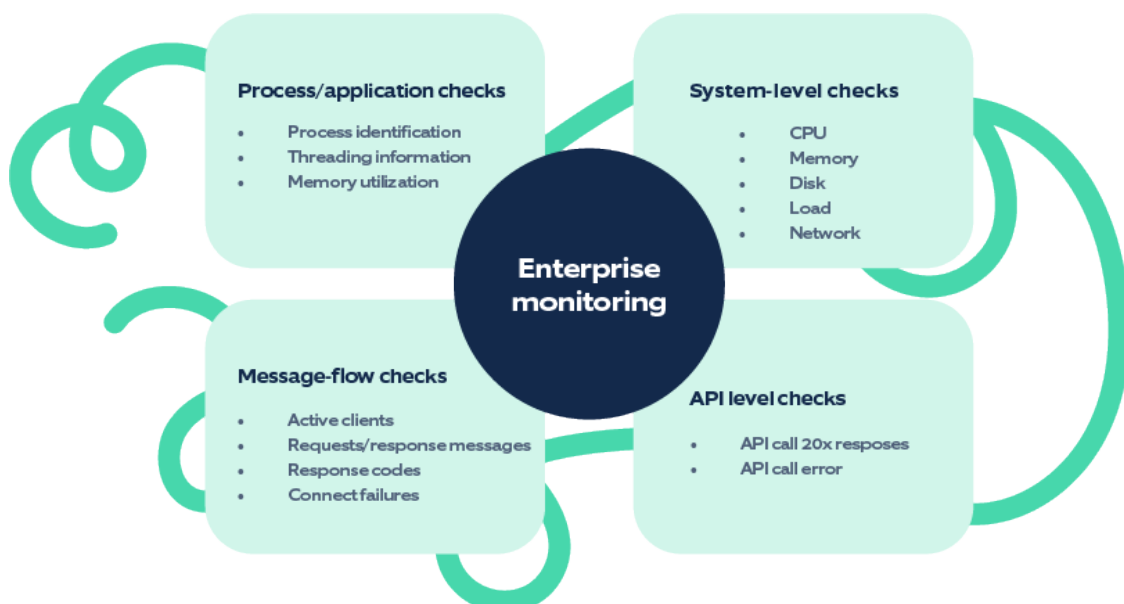 Process/application checks
• Process identification
• Threading information
• Memory utilization
System-level checks
• CPU
• Memory
• Disk
• Load
• Network
Enterprise
monitoring
Message-flow checks
• Active clients
• Requests/response messages
• Response codes
• Connect failures
API level checks
• API call 20x resposes
• API call error